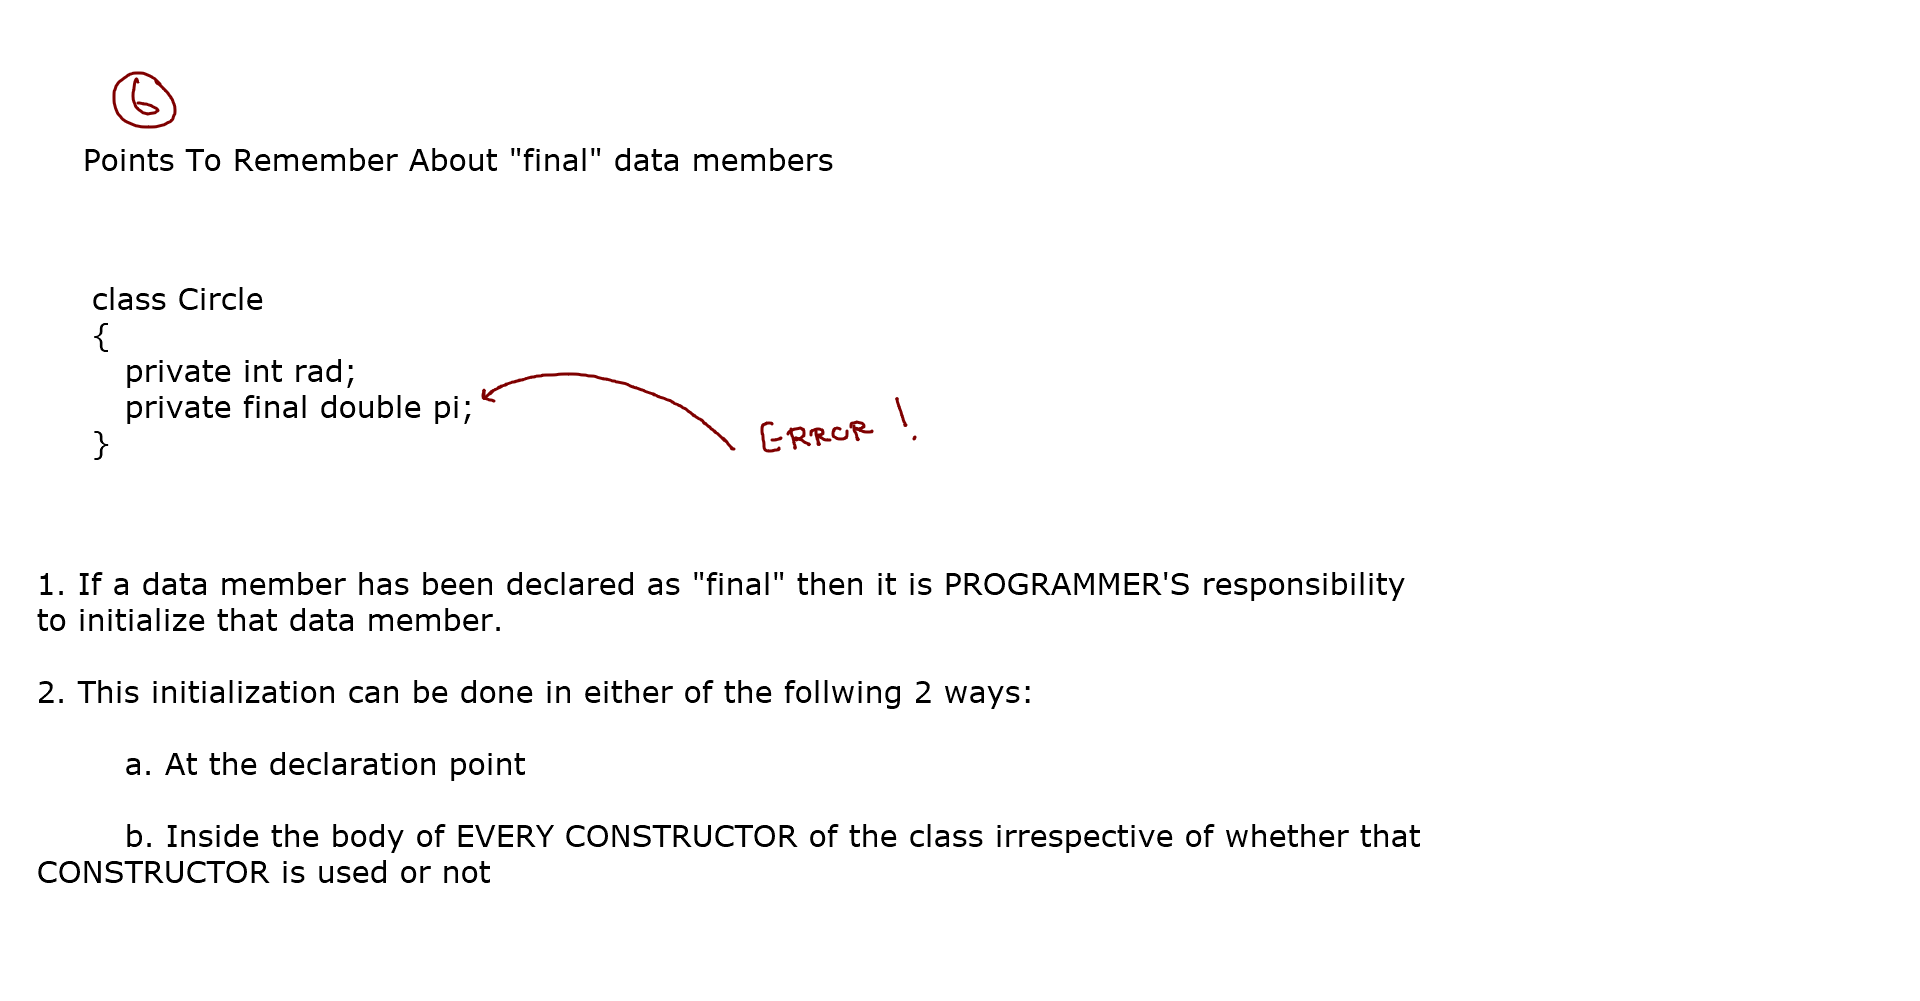 6
Points To Remember About "final" data members
class Circle
{
private int rad;
private final double pi;
ERROR !
}
1. If a data member has been declared as "final" then it is PROGRAMMER'S responsibility
to initialize that data member.
2. This initialization can be done in either of the follwing 2 ways:
a. At the declaration point
b. Inside the body of EVERY CONSTRUCTOR of the class irrespective of whether that
CONSTRUCTOR is used or not